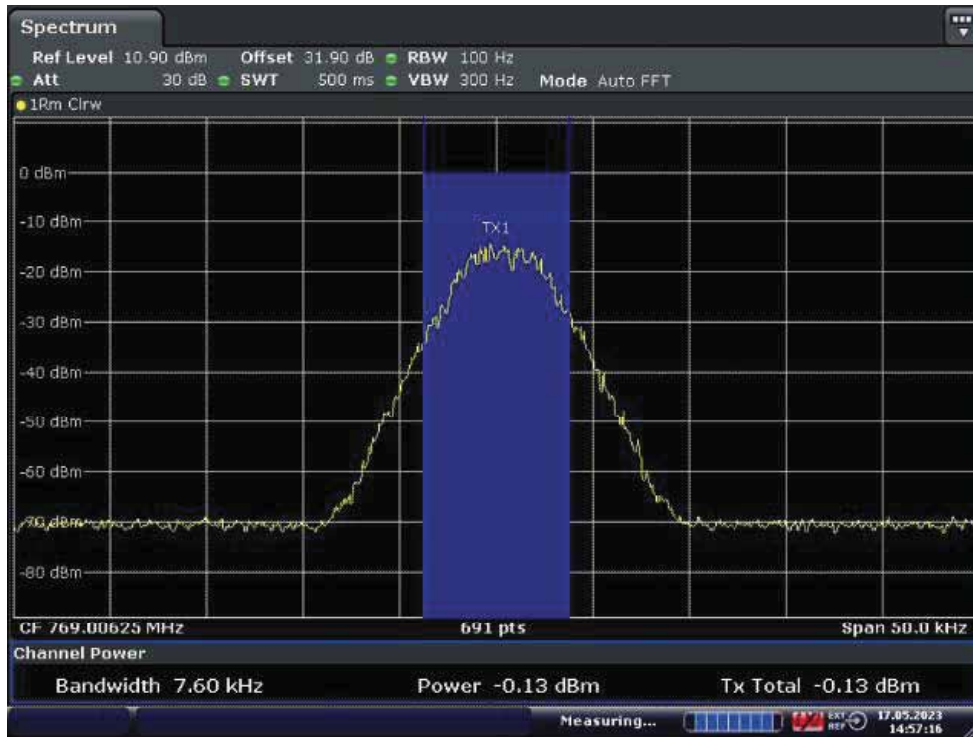 Spectrum
Ref Level 10.90 dBm Offset 31.90 dB RBW 100 Hz
Att 30 dB SWT 500 ms VBW 300 Hz Mode Auto FFT
1Rm Clrw
0 dBm
-10 dBm
TX1
-20 dBm
-30 dBm
-40 dBm
-50 dBm
-60 dBm
-70 dBm
-80 dBm
CF 769.00625 MHz 691 pts Span 50.0 kHz
Channel Power
Bandwidth 7.60 kHz Power -0.13 dBm Tx Total -0.13 dBm
Measuring... EXT REF 17.05.2023
14:57:16